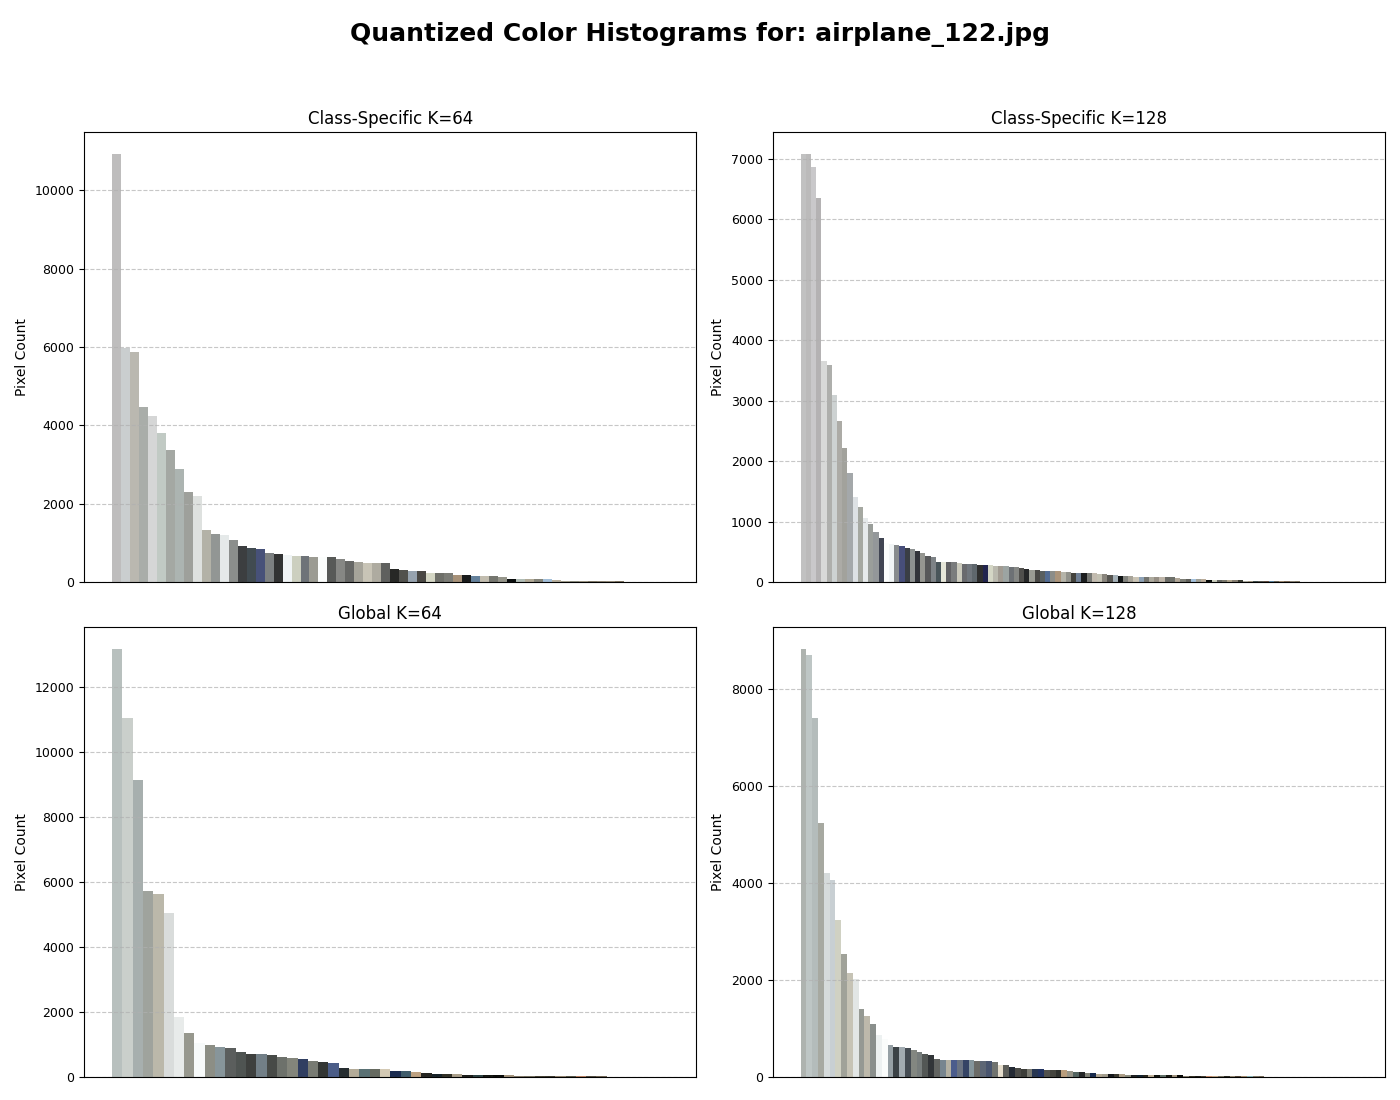 Quantized Color Histograms for: airplane_122.jpg
Class-Specific K=64
Pixel Count
10000
8000
6000
4000
2000
0
Class-Specific K=128
Pixel Count
7000
6000
5000
4000
3000
2000
1000
0
Global K=64
Pixel Count
12000
10000
8000
6000
4000
2000
0
Global K=128
Pixel Count
8000
6000
4000
2000
0